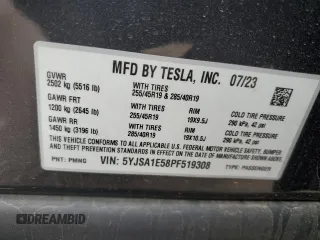 MFD BY TESLA, INC. 07/23
GVWR
2502 kg (5516 lb)
WITH TIRES
255/45R19 & 285/40R19
GAWR FRT
1200 kg (2645 lb)
WITH TIRES
255/45R19
RIM
19X9.5J
COLD TIRE PRESSURE
290 kPa, 42 psi
GAWR RR
1450 kg (3196 lb)
WITH TIRES
285/40R19
RIM
COLD TIRE PRESSURE
290 kPa, 42 psi
THIS VEHICLE CONFORMS TO ALL APPLICABLE FEDERAL MOTOR VEHICLE
SAFETY, BUMPER, AND THEFT PREVENTION STANDARDS IN EFFECT ON THE
DATE OF MANUFACTURE SHOWN ABOVE.
PNT: PMNG
VIN: 5YJSA1E58PF519308
TYPE: PASSENGER
DREAMBID